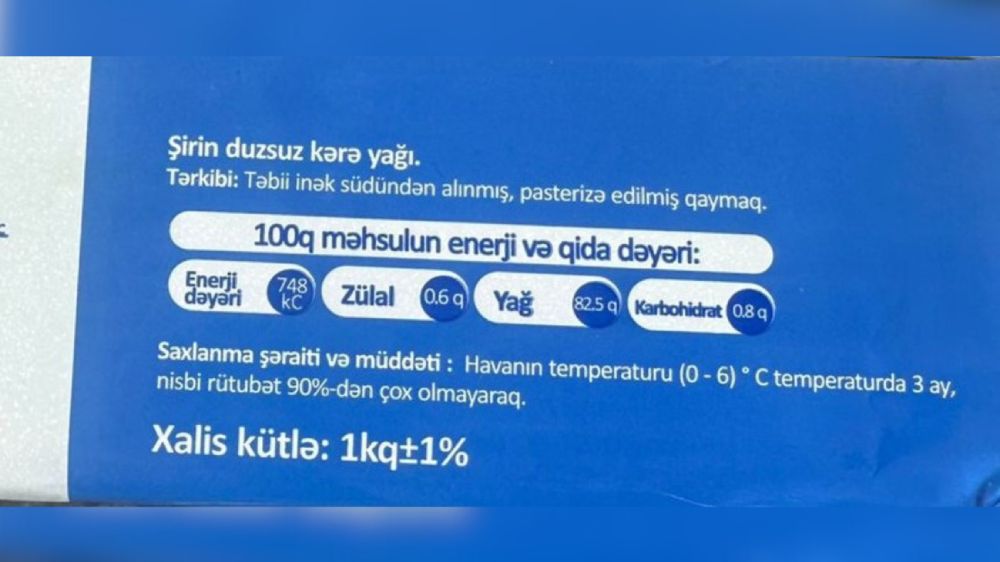 Şirin duzsuz kərə yağı.
Tərkibi: Təbii inək südündən alınmış, pasterizə edilmiş qaymaq.
100q məhsulun enerji və qida dəyəri:
Enerji dəyəri 748 kC Zülal 0.6 q Yağ 82.5 q Karbohidrat 0.8 q
Saxlanma şəraiti və müddəti : Havanın temperaturu (0 - 6) ° C temperaturda 3 ay,
nisbi rütubət 90%-dən çox olmayaraq.
Xalis kütlə: 1kq±1%